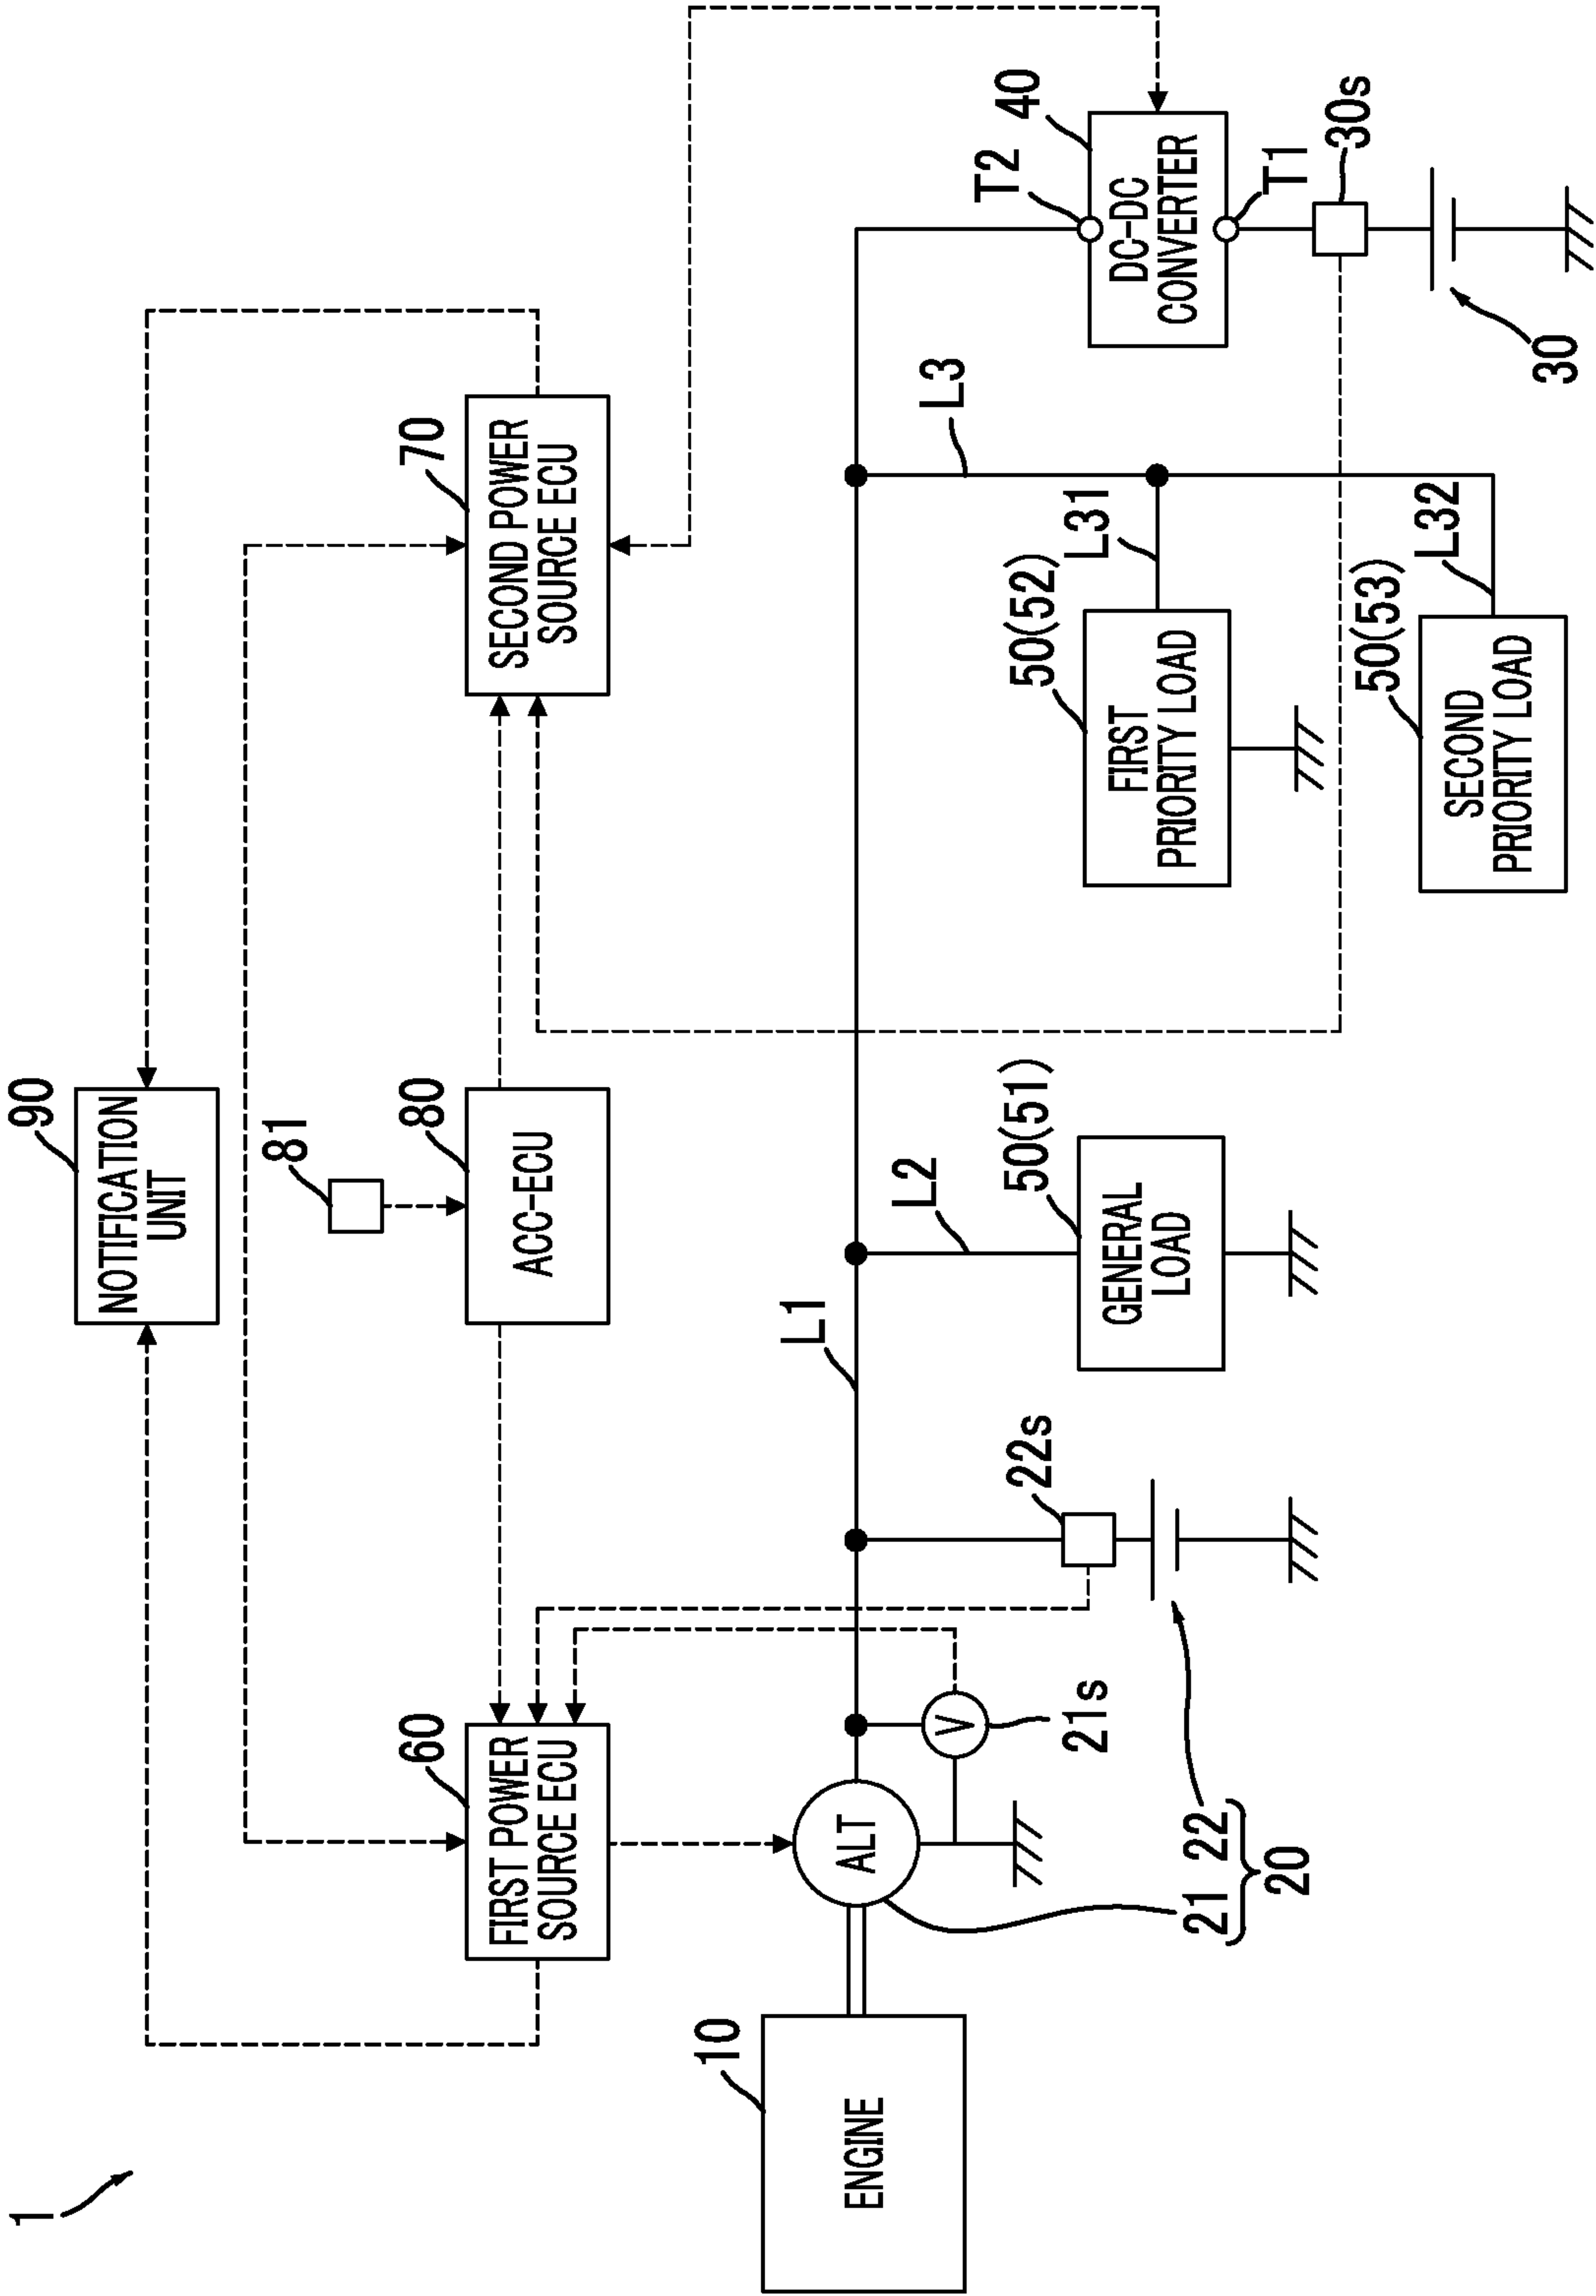 1
90
NOTIFICATION
UNIT
81
80
ACC-ECU
60
FIRST POWER
SOURCE ECU
70
SECOND POWER
SOURCE ECU
10
ENGINE
ALT
V
21s
21 22
20
22s
L1
L2
50(51)
GENERAL
LOAD
L3
L31
50(52)
FIRST
PRIORITY LOAD
L32
50(53)
SECOND
PRIORITY LOAD
T2
40
DC-DC
CONVERTER
T1
30s
30